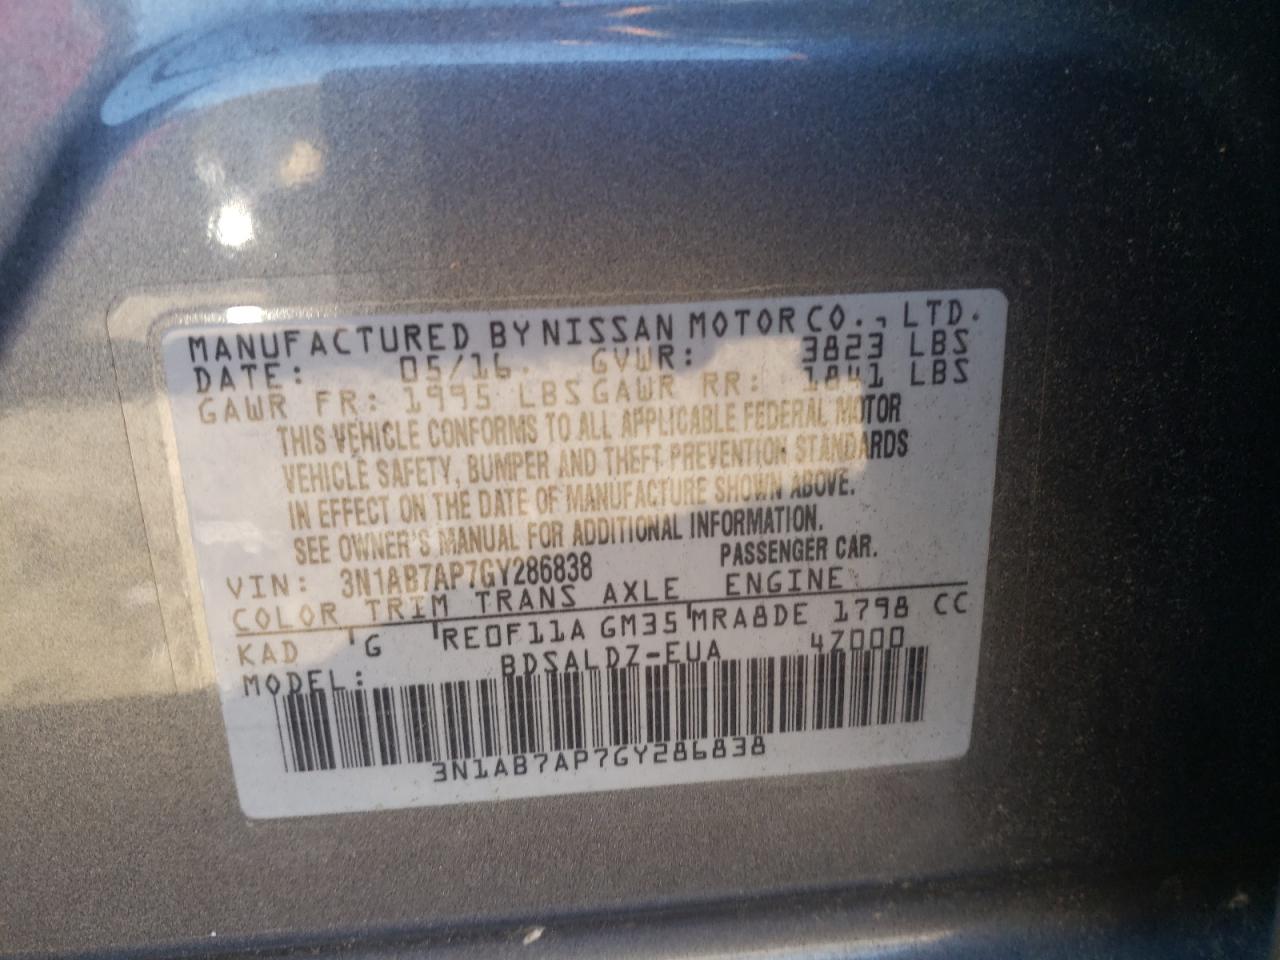 MANUFACTURED BY NISSAN MOTOR CO., LTD.
DATE: 05/16. GVWR: 3823 LBS
GAWR FR: 1995 LBS GAWR RR: 1841 LBS
THIS VEHICLE CONFORMS TO ALL APPLICABLE FEDERAL MOTOR
VEHICLE SAFETY, BUMPER AND THEFT PREVENTION STANDARDS
IN EFFECT ON THE DATE OF MANUFACTURE SHOWN ABOVE.
SEE OWNER'S MANUAL FOR ADDITIONAL INFORMATION.
VIN: 3N1AB7AP7GY286838 PASSENGER CAR.
COLOR TRIM TRANS AXLE ENGINE
KAD G RE0F11A GM35 MRA8DE 1798 CC
MODEL: BDSALDZ-EUA 4Z000
3N1AB7AP7GY286838